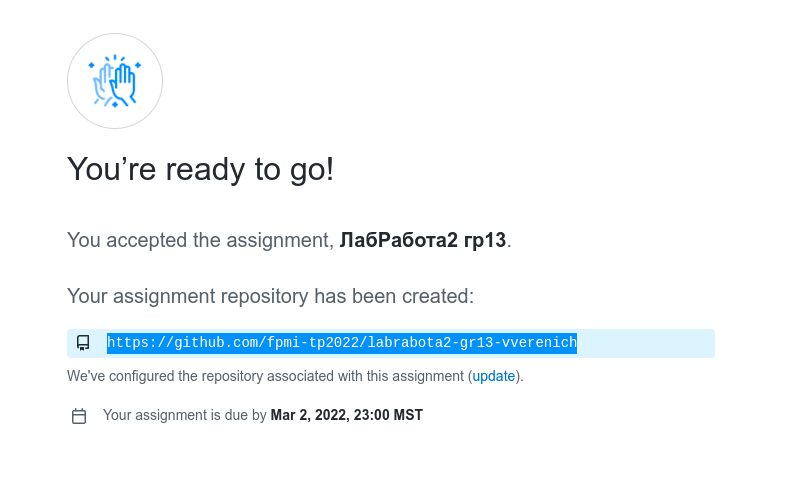 You’re ready to go!
You accepted the assignment, ЛабРабота2 гр13.
Your assignment repository has been created:
https://github.com/fpmi-tp2022/labrabota2-gr13-vverenich
We've configured the repository associated with this assignment (update).
Your assignment is due by Mar 2, 2022, 23:00 MST